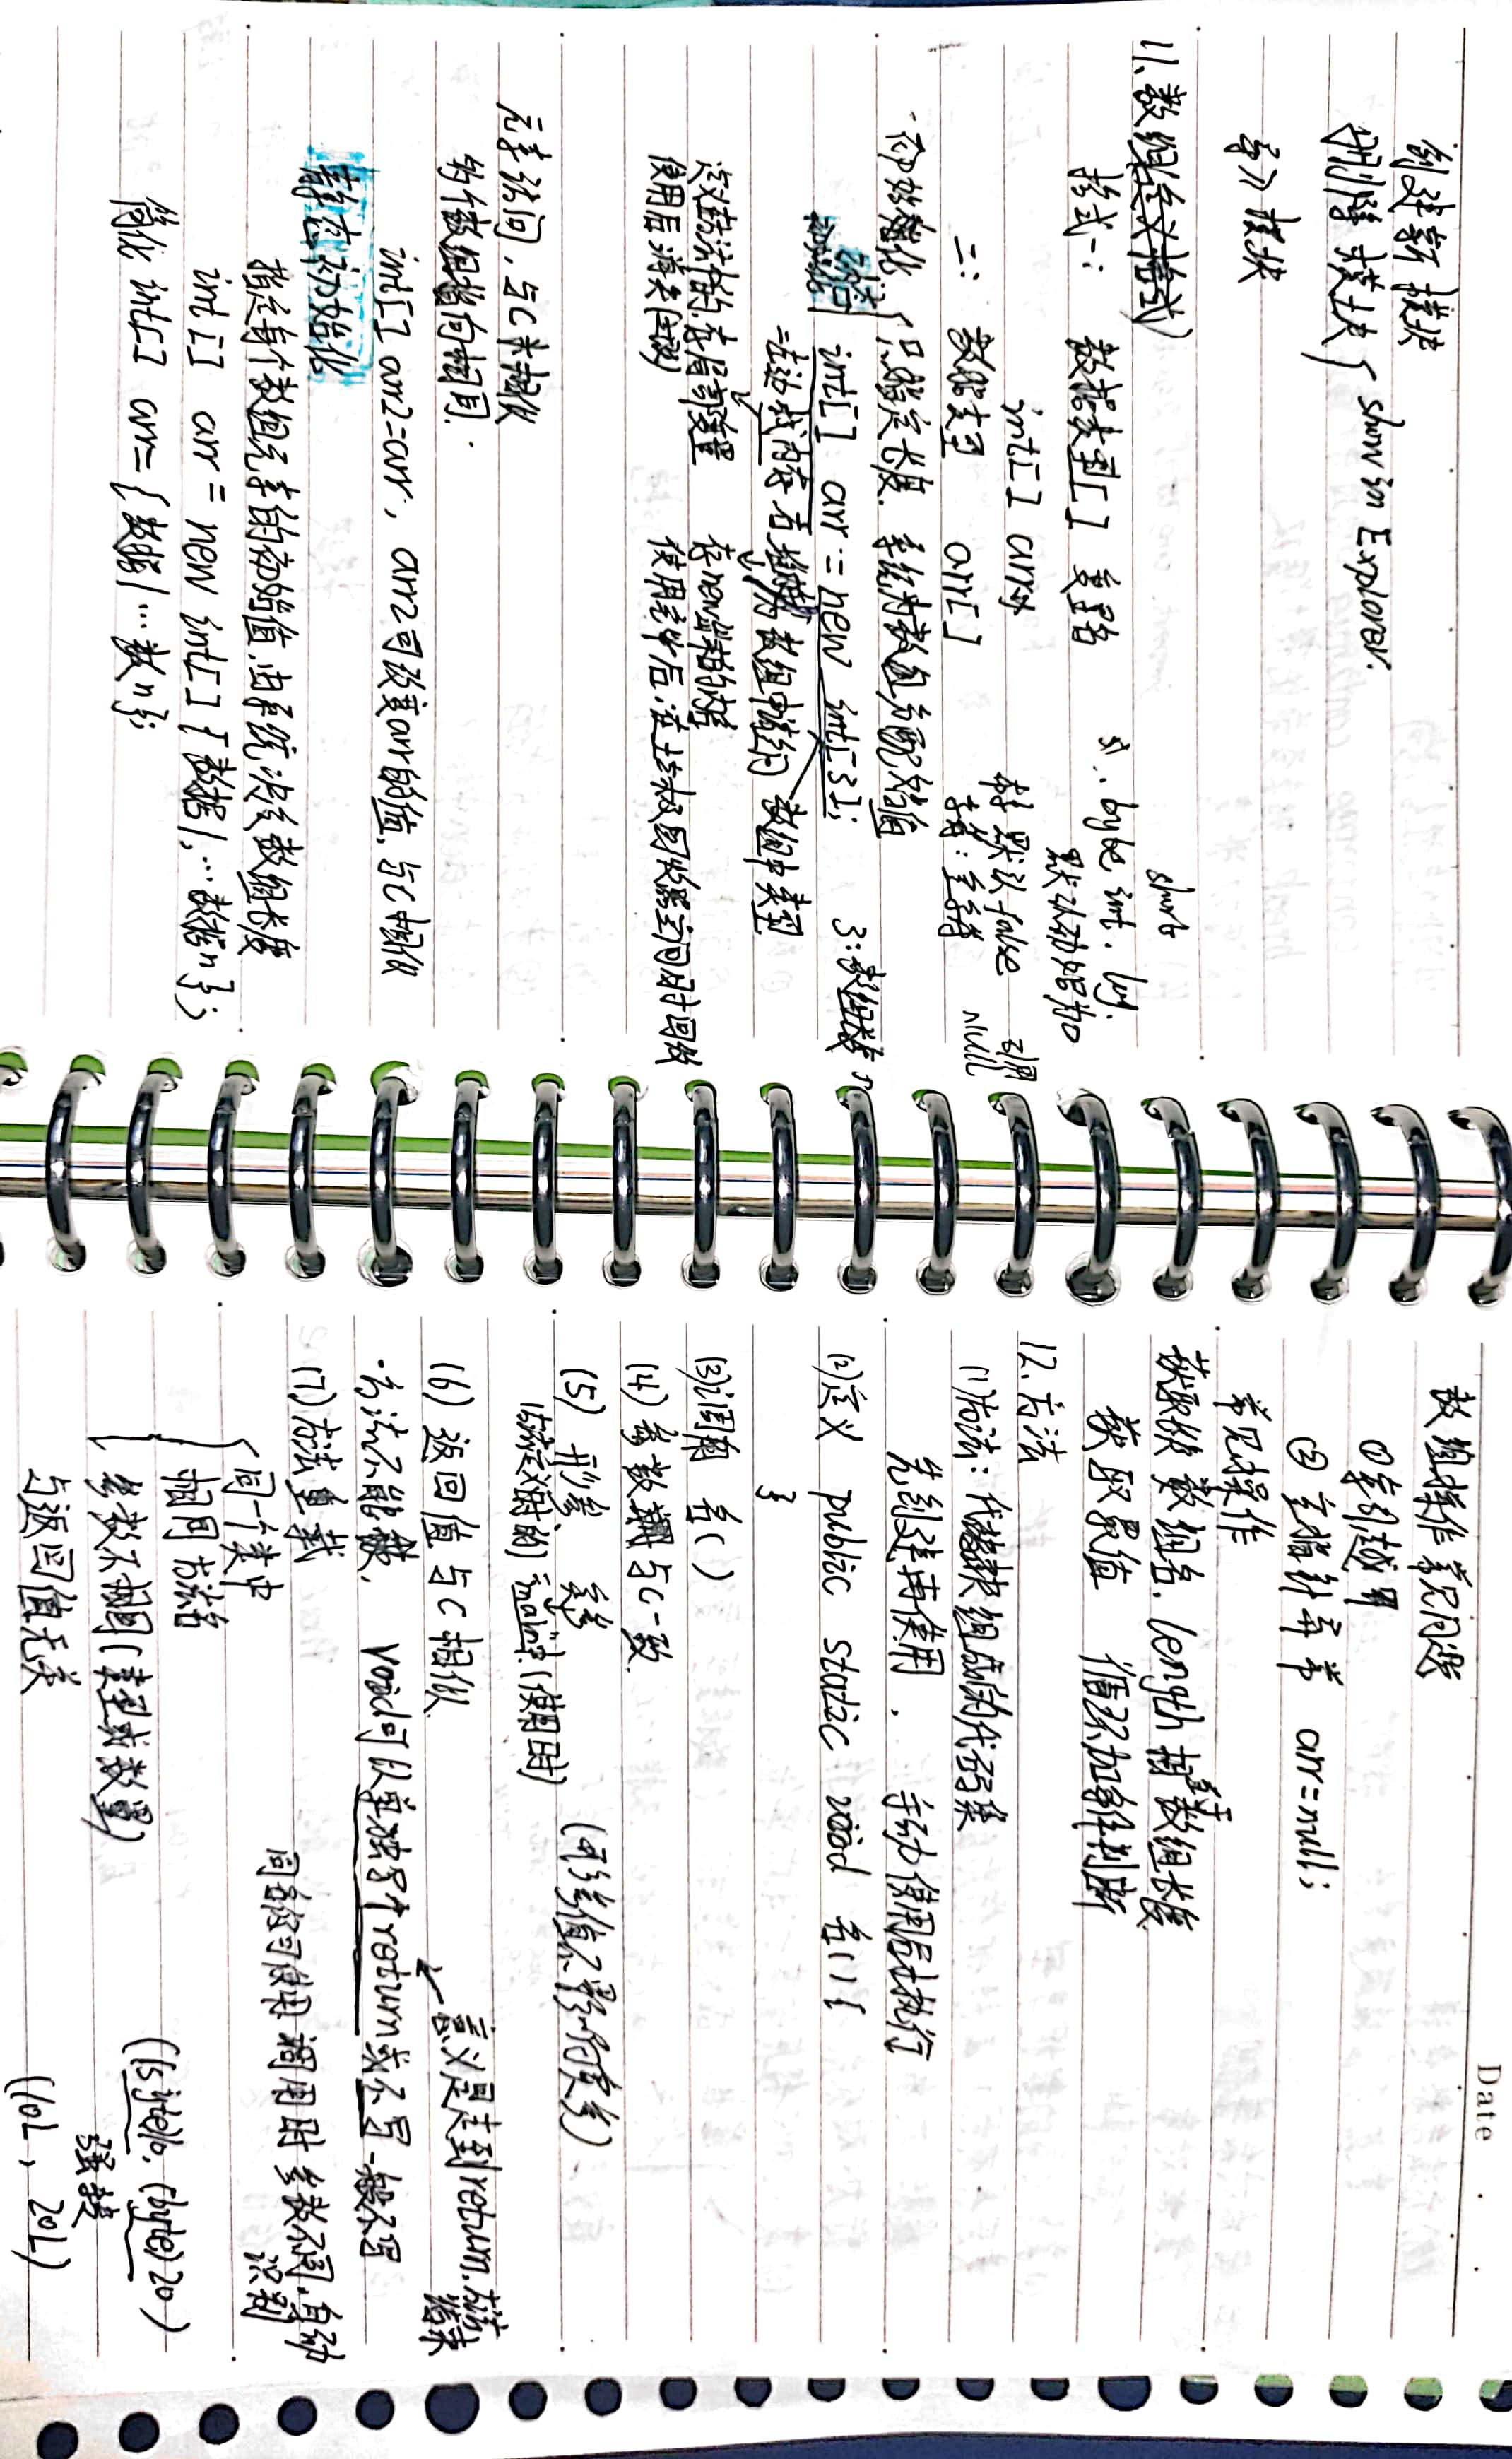 创建新模块
删除模块 { show in Explorer.
导入模块
11、数组(定义格式)
格式一: 数据类型[] 变量名
int[] arr
二: 数据类型 arr[]
short
byte int. log.
默认初始为0
布 默认false
字符: 空字符
引用
null
初始化 { 只指定长度. 系统为数组分配初始值
动态
初始化
int[] arr = new int[3];
3: 数组长度
=左边栈内存 右 堆内存 为数组申请空间 数组中类型
定义在方法中的,存局部变量
使用后消失
存new出来的内容
使用完毕后,在垃圾回收器空闲时回收
元素访问, 与C 相似
多个数组指向相同.
int[] arr2=arr, arr2可改变arr的值, 与C相似
静态初始化
指定每个数组元素的初始值,由系统决定数组长度
int[] arr = new int[] {数据1,…数据n};
简化 int[] arr= {数据1…数n};
Date
数组操作常见问题
①索引越界
② 空指针异常 arr=null;
常见操作
获取 数组名. length 相当于数组长度
获取最值 循环加条件判断
12、方法
(1)方法: 代码块组成的代码集
先创建再使用, 手动使用后才执行
(2)定义 public static void 名(){
}
(3)调用 名()
(4) 参数 与C一致.
(5) 形参、 实参 (形参值不影响实参)
(方法定义时的) main中(使用时)
(6) 返回值 与C相似
意义是走到return,方法
结束
方法不能嵌, void可以单独写个return或不写 一般不写
(7)方法重载
同名 可使用 调用时 参数不同,自动
识别
同一个类中
相同 方法名
参数不相同(类型或数量)
与返回值无关
((byte)10, (byte)20)
强转
(10L, 20L)